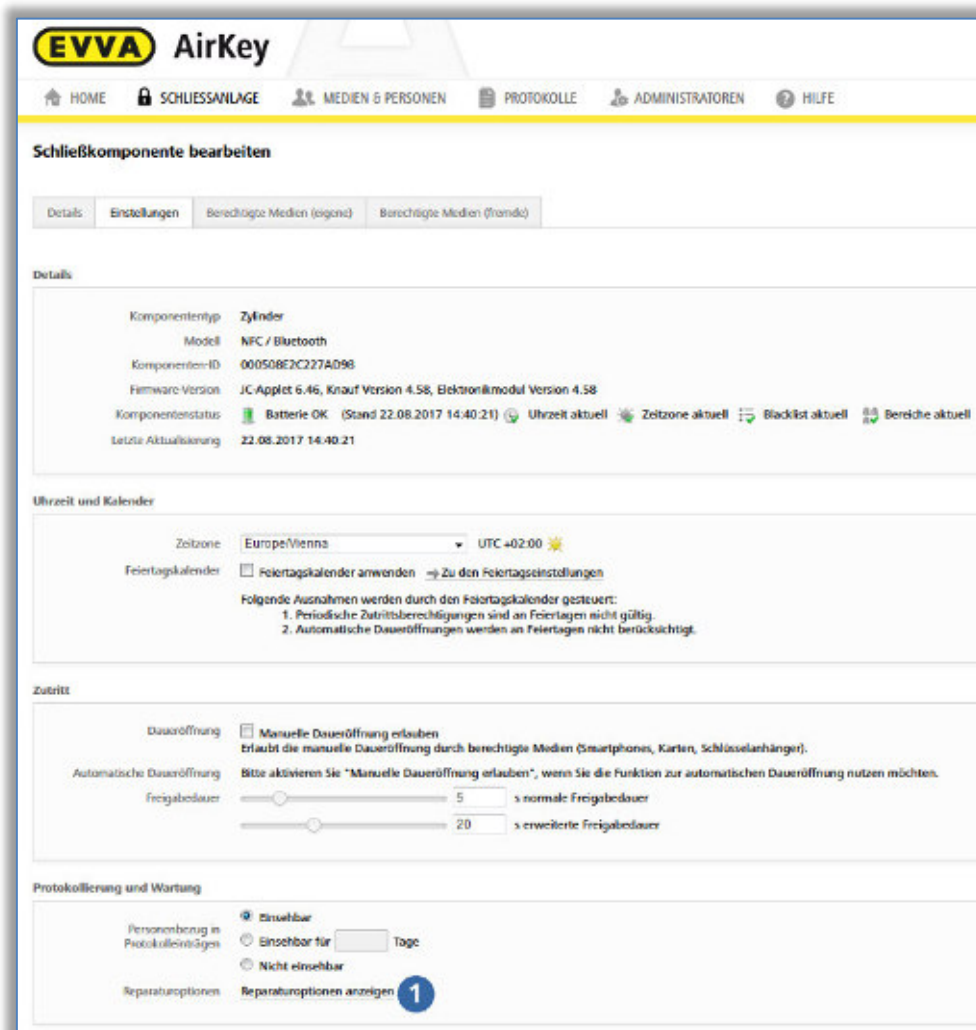 EVVA AirKey
HOME SCHLIESSANLAGE MEDIEN & PERSONEN PROTOKOLLE ADMINISTRATOREN HILFE
Schließkomponente bearbeiten
Details Einstellungen Berechtigte Medien (eigene) Berechtigte Medien (fremde)
Details
Komponententyp Zylinder
Modell NFC / Bluetooth
Komponenten-ID 000508E2C227AD98
Firmware-Version JC-Applet 6.46, Knauf Version 4.58, Elektronikmodul Version 4.58
Komponentenstatus Batterie OK (Stand 22.08.2017 14:40:21) Uhrzeit aktuell Zeitzone aktuell Blacklist aktuell Bereiche aktuell
Letzte Aktualisierung 22.08.2017 14:40:21
Uhrzeit und Kalender
Zeitzone Europe/Vienna UTC +02:00
Feiertagskalender Feiertagskalender anwenden Zu den Feiertagseinstellungen
Folgende Ausnahmen werden durch den Feiertagskalender gesteuert:
1. Periodische Zutrittsberechtigungen sind an Feiertagen nicht gültig.
2. Automatische Daueröffnungen werden an Feiertagen nicht berücksichtigt.
Zutritt
Daueröffnung Manuelle Daueröffnung erlauben
Erlaubt die manuelle Daueröffnung durch berechtigte Medien (Smartphones, Karten, Schlüsselanhänger).
Automatische Daueröffnung Bitte aktivieren Sie "Manuelle Daueröffnung erlauben", wenn Sie die Funktion zur automatischen Daueröffnung nutzen möchten.
Freigabedauer 5 s normale Freigabedauer
20 s erweiterte Freigabedauer
Protokollierung und Wartung
Personenbezug in Protokolleinträgen Einsehbar
Einsehbar für Tage
Nicht einsehbar
Reparaturoptionen Reparaturoptionen anzeigen 1